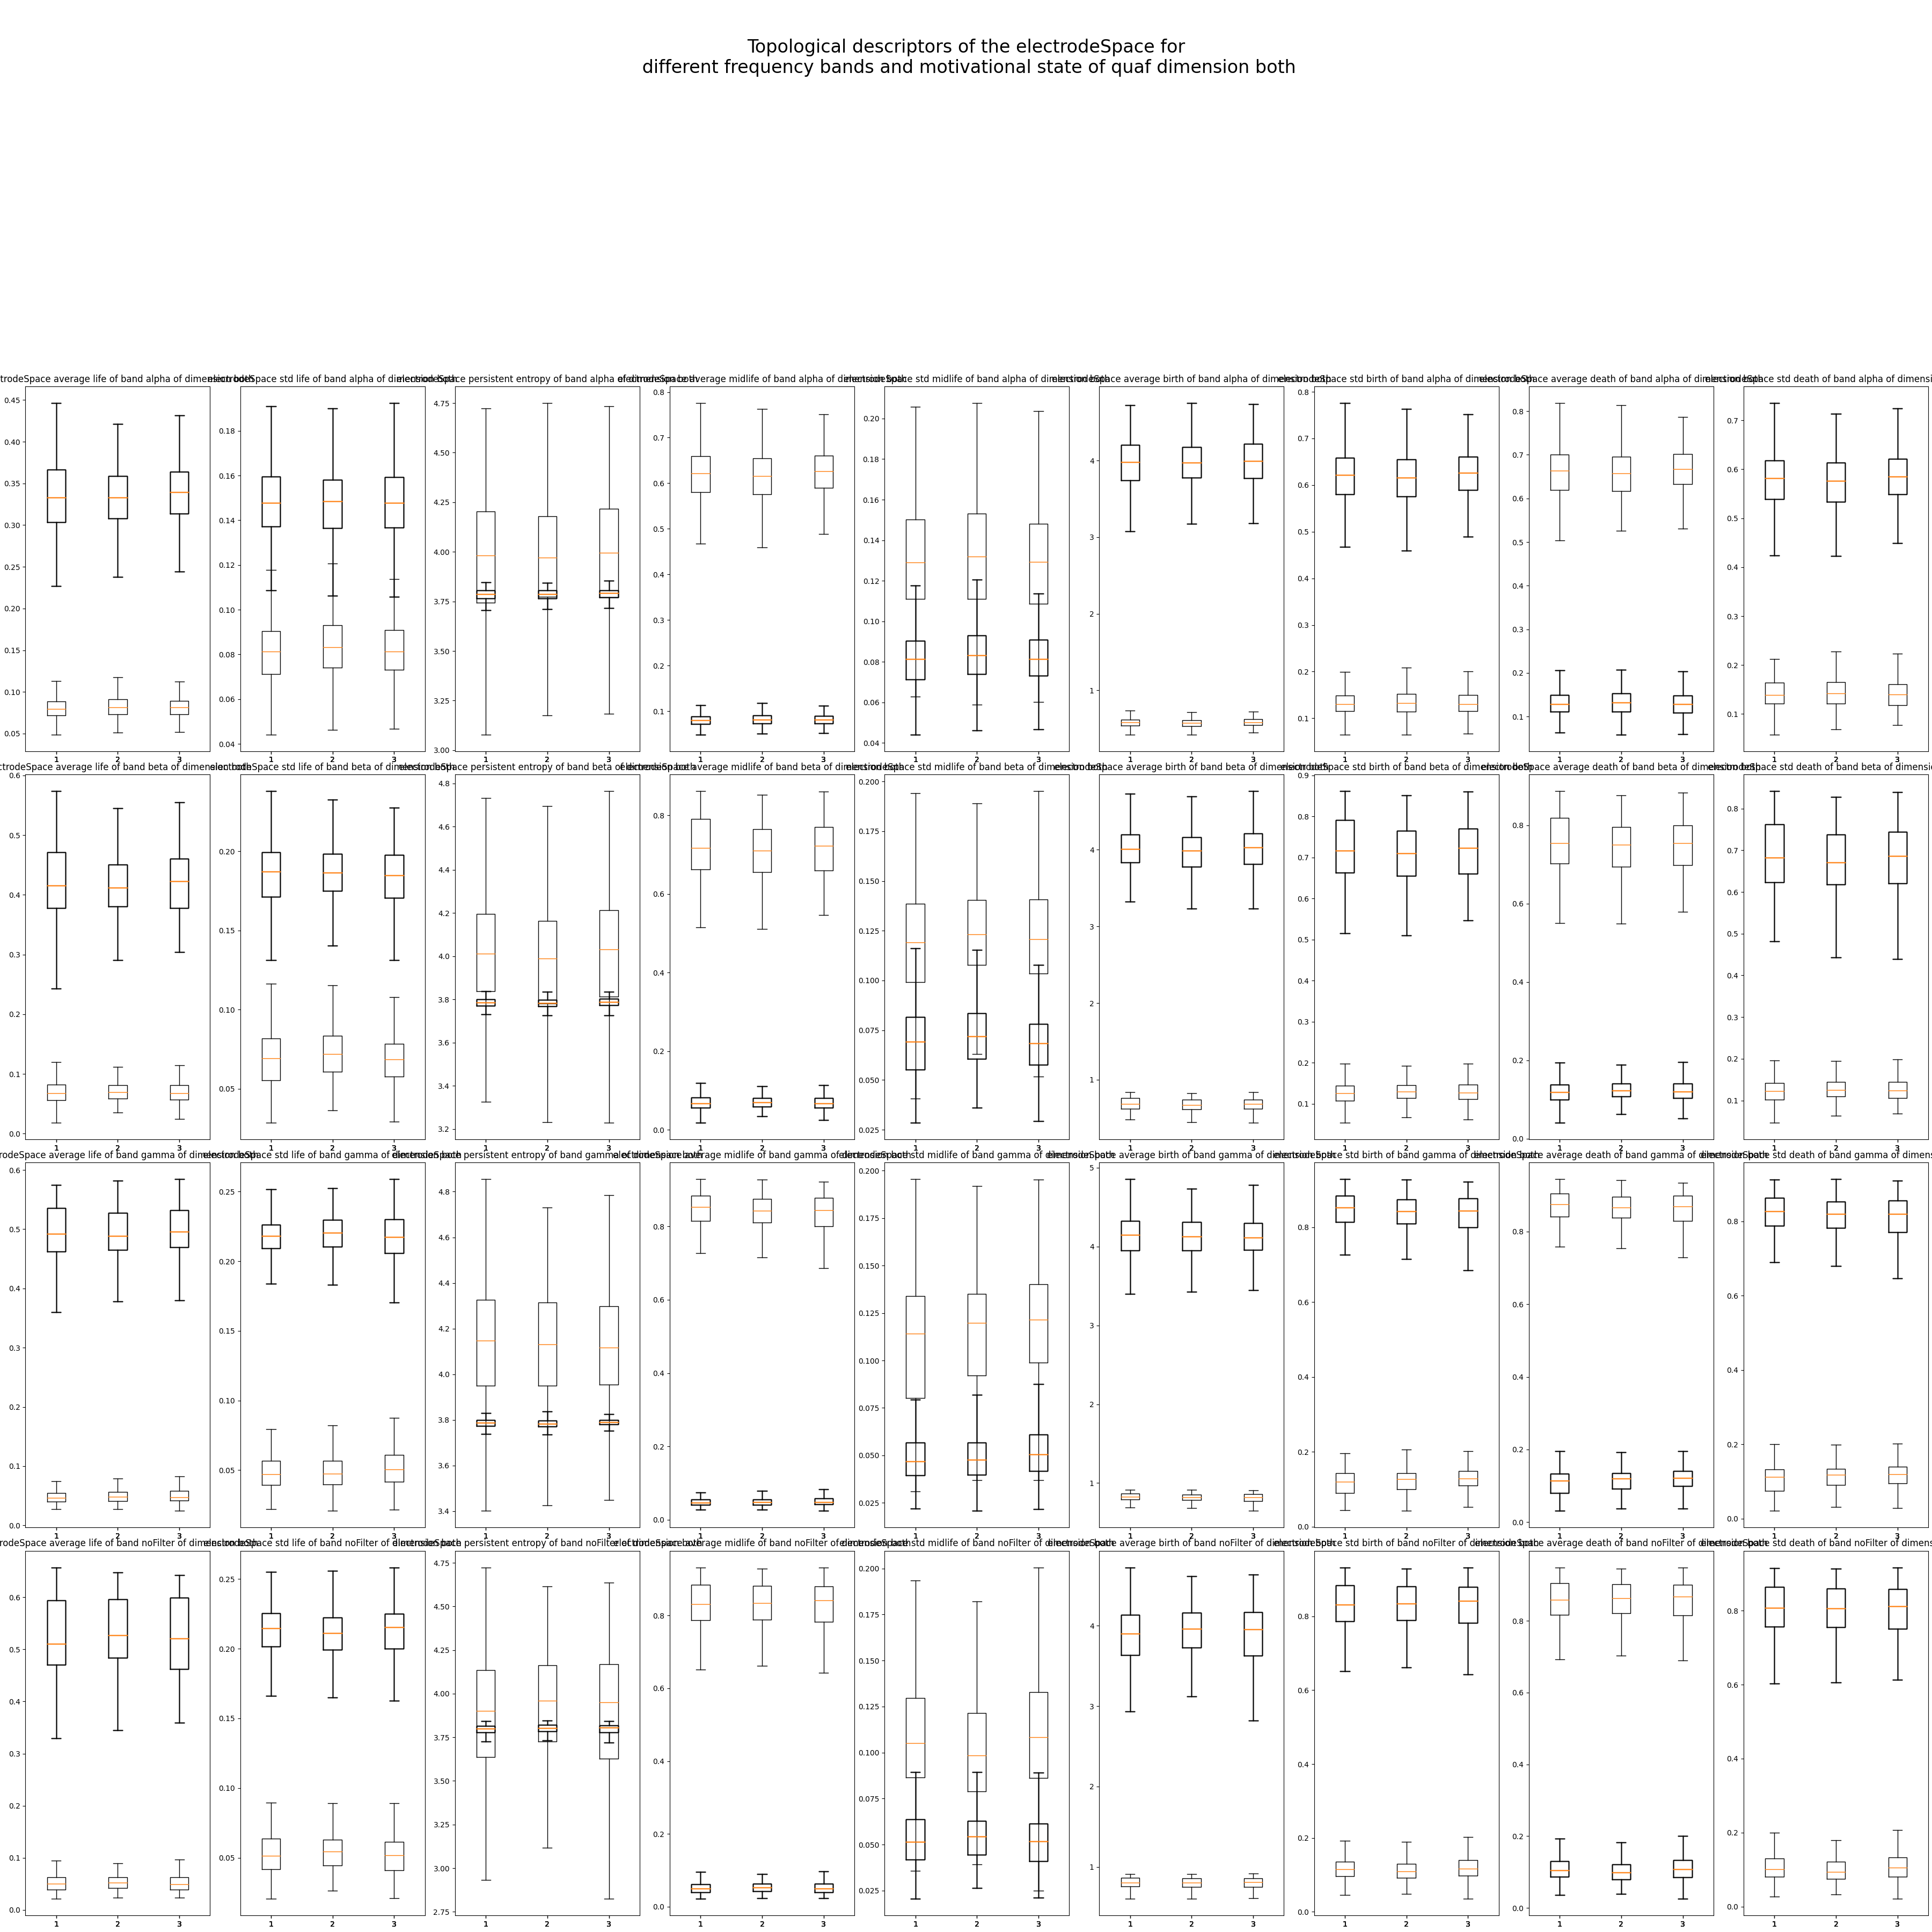 Topological descriptors of the electrodeSpace for
different frequency bands and motivational state of quaf dimension both
trodeSpace average life of band alpha of dimension both
electrodeSpace std life of band alpha of dimension both
electrodeSpace persistent entropy of band alpha of dimension both
electrodeSpace average midlife of band alpha of dimension both
electrodeSpace std midlife of band alpha of dimension both
electrodeSpace average birth of band alpha of dimension both
electrodeSpace std birth of band alpha of dimension both
electrodeSpace average death of band alpha of dimension both
electrodeSpace std death of band alpha of dimensi
0.45 0.40 0.35 0.30 0.25 0.20 0.15 0.10 0.05
0.18 0.16 0.14 0.12 0.10 0.08 0.06 0.04
4.75 4.50 4.25 4.00 3.75 3.50 3.25 3.00
0.8 0.7 0.6 0.5 0.4 0.3 0.2 0.1
0.20 0.18 0.16 0.14 0.12 0.10 0.08 0.06 0.04
4 3 2 1
0.8 0.7 0.6 0.5 0.4 0.3 0.2 0.1
0.8 0.7 0.6 0.5 0.4 0.3 0.2 0.1
0.7 0.6 0.5 0.4 0.3 0.2 0.1
1 2 3 1 2 3 1 2 3 1 2 3 1 2 3 1 2 3 1 2 3 1 2 3 1 2 3
ctrodeSpace average life of band beta of dimension both
electrodeSpace std life of band beta of dimension both
electrodeSpace persistent entropy of band beta of dimension both
electrodeSpace average midlife of band beta of dimension both
electrodeSpace std midlife of band beta of dimension both
electrodeSpace average birth of band beta of dimension both
electrodeSpace std birth of band beta of dimension both
electrodeSpace average death of band beta of dimension both
electrodeSpace std death of band beta of dimensi
0.6 0.5 0.4 0.3 0.2 0.1 0.0
0.20 0.15 0.10 0.05
4.8 4.6 4.4 4.2 4.0 3.8 3.6 3.4 3.2
0.8 0.6 0.4 0.2 0.0
0.200 0.175 0.150 0.125 0.100 0.075 0.050 0.025
4 3 2 1
0.9 0.8 0.7 0.6 0.5 0.4 0.3 0.2 0.1
0.8 0.6 0.4 0.2 0.0
0.8 0.7 0.6 0.5 0.4 0.3 0.2 0.1
1 2 3 1 2 3 1 2 3 1 2 3 1 2 3 1 2 3 1 2 3 1 2 3 1 2 3
rodeSpace average life of band gamma of dimension both
electrodeSpace std life of band gamma of dimension both
electrodeSpace persistent entropy of band gamma of dimension both
electrodeSpace average midlife of band gamma of dimension both
electrodeSpace std midlife of band gamma of dimension both
electrodeSpace average birth of band gamma of dimension both
electrodeSpace std birth of band gamma of dimension both
electrodeSpace average death of band gamma of dimension both
electrodeSpace std death of band gamma of dimens
0.6 0.5 0.4 0.3 0.2 0.1 0.0
0.25 0.20 0.15 0.10 0.05
4.8 4.6 4.4 4.2 4.0 3.8 3.6 3.4
0.8 0.6 0.4 0.2 0.0
0.200 0.175 0.150 0.125 0.100 0.075 0.050 0.025
5 4 3 2 1
0.8 0.6 0.4 0.2 0.0
0.8 0.6 0.4 0.2 0.0
0.8 0.6 0.4 0.2 0.0
1 2 3 1 2 3 1 2 3 1 2 3 1 2 3 1 2 3 1 2 3 1 2 3 1 2 3
odeSpace average life of band noFilter of dimension both
electrodeSpace std life of band noFilter of dimension both
electrodeSpace persistent entropy of band noFilter of dimension both
electrodeSpace average midlife of band noFilter of dimension both
electrodeSpace std midlife of band noFilter of dimension both
electrodeSpace average birth of band noFilter of dimension both
electrodeSpace std birth of band noFilter of dimension both
electrodeSpace average death of band noFilter of dimension both
electrodeSpace std death of band noFilter of dimens
0.6 0.5 0.4 0.3 0.2 0.1 0.0
0.25 0.20 0.15 0.10 0.05
4.75 4.50 4.25 4.00 3.75 3.50 3.25 3.00 2.75
0.8 0.6 0.4 0.2 0.0
0.200 0.175 0.150 0.125 0.100 0.075 0.050 0.025
4 3 2 1
0.8 0.6 0.4 0.2 0.0
0.8 0.6 0.4 0.2 0.0
0.8 0.6 0.4 0.2 0.0
1 2 3 1 2 3 1 2 3 1 2 3 1 2 3 1 2 3 1 2 3 1 2 3 1 2 3